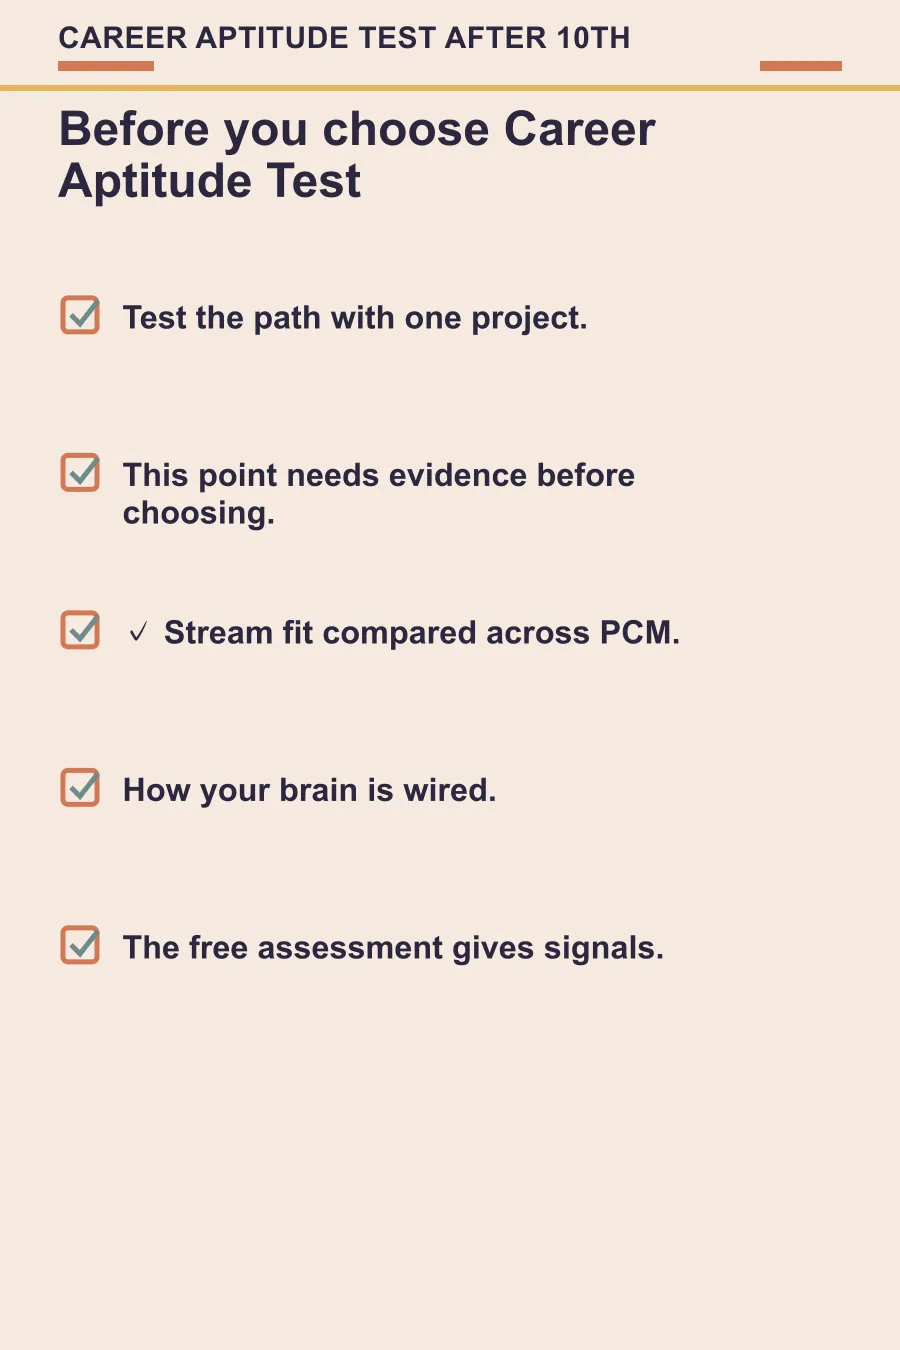 CAREER APTITUDE TEST AFTER 10TH
Before you choose Career
Aptitude Test
Test the path with one project.
This point needs evidence before
choosing.
✓ Stream fit compared across PCM.
How your brain is wired.
The free assessment gives signals.